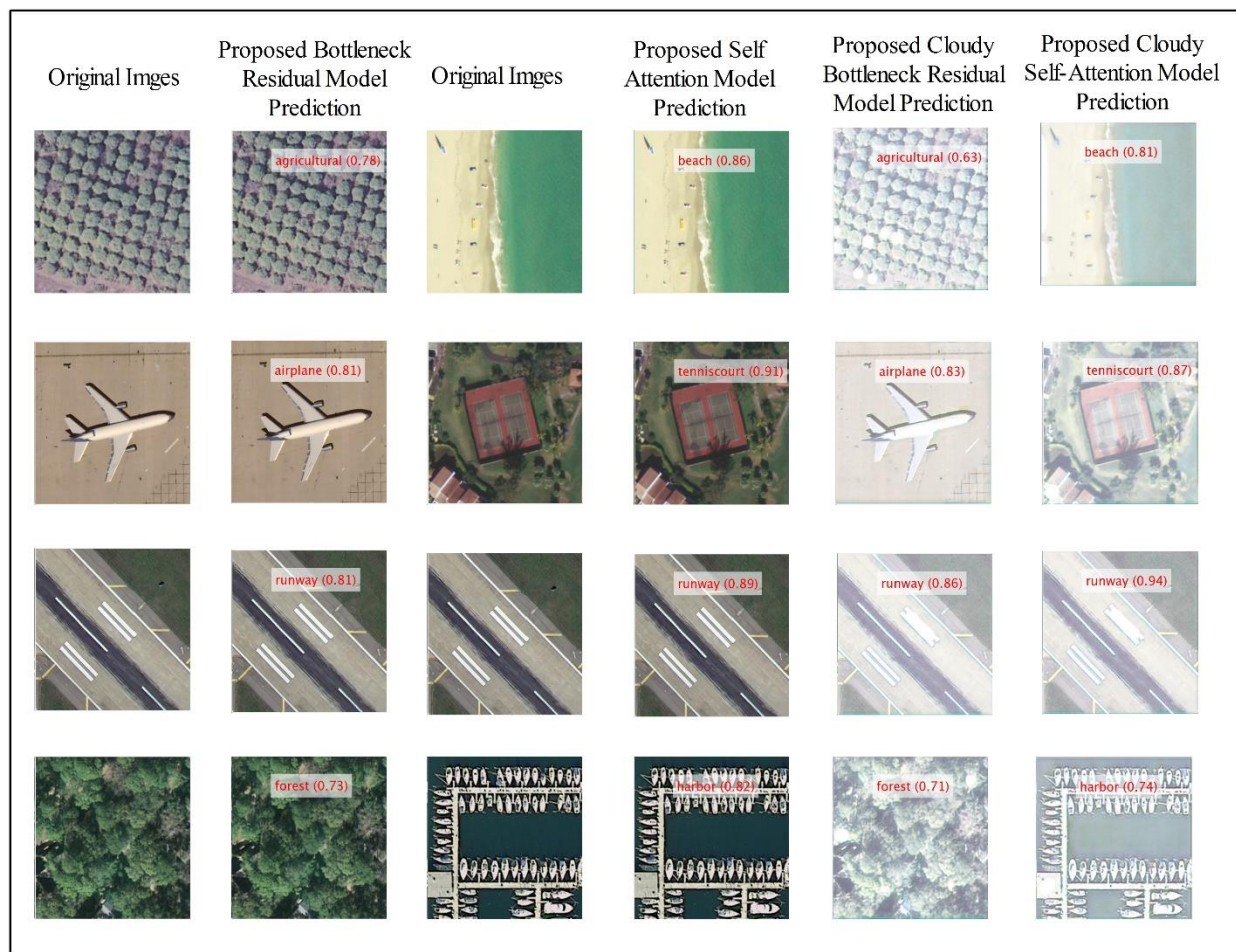 Original Imges
Proposed Bottleneck
Residual Model
Prediction
Original Imges
Proposed Self
Attention Model
Prediction
Proposed Cloudy
Bottleneck Residual
Model Prediction
Proposed Cloudy
Self-Attention Model
Prediction
agricultural (0.78)
beach (0.86)
agricultural (0.63)
beach (0.81)
airplane (0.81)
tenniscourt (0.91)
airplane (0.83)
tenniscourt (0.87)
runway (0.81)
runway (0.89)
runway (0.86)
runway (0.94)
forest (0.73)
harbor (0.82)
forest (0.71)
harbor (0.74)